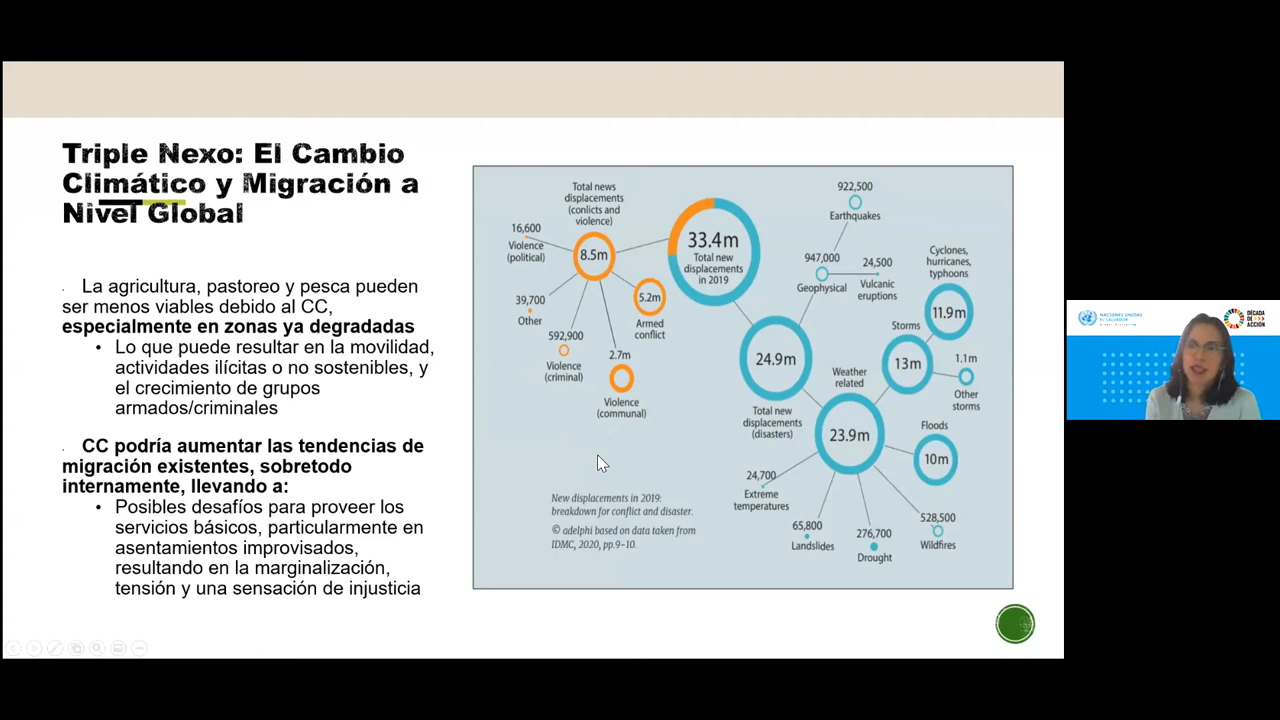 Triple Nexo: El Cambio
Climático y Migración a
Nivel Global
La agricultura, pastoreo y pesca pueden
ser menos viables debido al CC,
especialmente en zonas ya degradadas
• Lo que puede resultar en la movilidad,
actividades ilícitas o no sostenibles, y
el crecimiento de grupos
armados/criminales
CC podría aumentar las tendencias de
migración existentes, sobretodo
internamente, llevando a:
• Posibles desafíos para proveer los
servicios básicos, particularmente en
asentamientos improvisados,
resultando en la marginalización,
tensión y una sensación de injusticia
Total news
displacements
(conlicts and
violence)
8.5m
16,600
Violence
(political)
39,700
Other
592,900
Violence
(criminal)
2.7m
Violence
(communal)
5.2m
Armed
conflict
33.4m
Total new
displacements
in 2019
24.9m
Total new
displacements
(disasters)
922,500
Earthquakes
947,000
Geophysical
24,500
Vulcanic
eruptions
Weather
related
23.9m
Storms
13m
Cyclones,
hurricanes,
typhoons
11.9m
1.1m
Other
storms
Floods
10m
528,500
Wildfires
276,700
Drought
65,800
Landslides
24,700
Extreme
temperatures
New displacements in 2019:
breakdown for conflict and disaster.
© adelphi based on data taken from
IDMC, 2020, pp.9–10.
NACIONES UNIDAS
EL SALVADOR
DÉCADA
DE
ACCIÓN